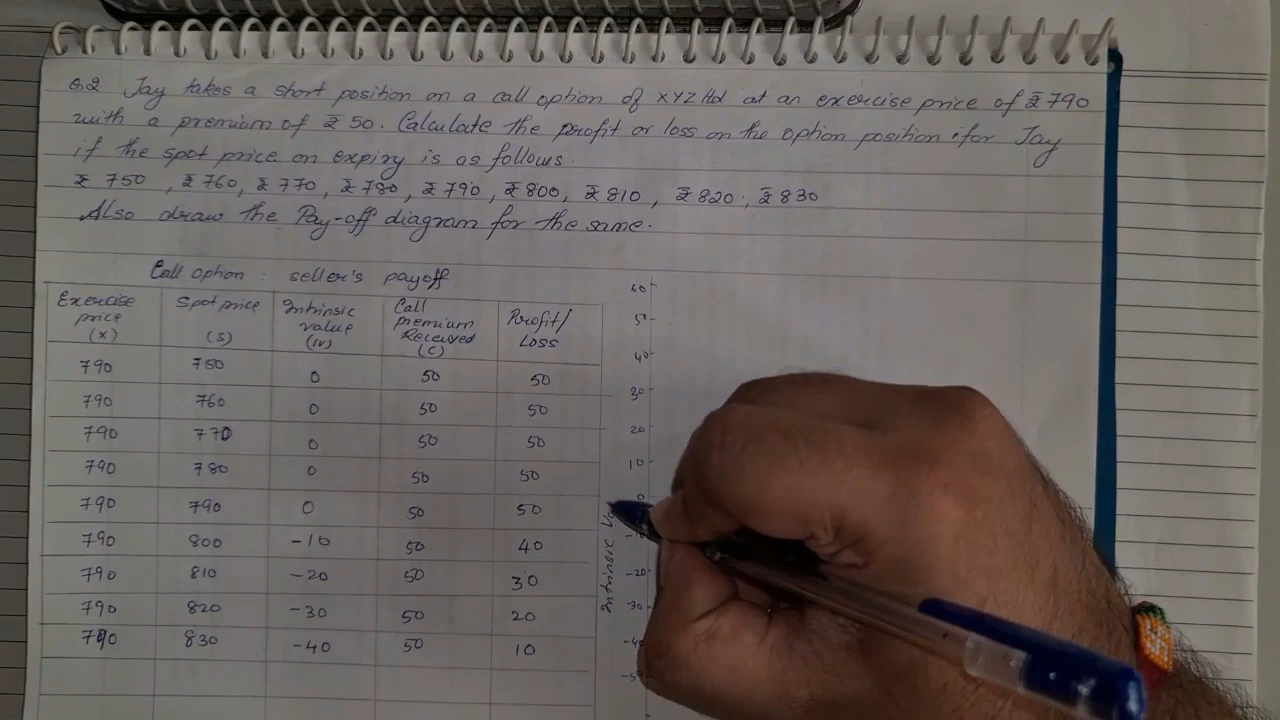 Q.2 Jay takes a short position on a call option of XYZ ltd at an exercise price of ₹ 790
with a premium of ₹ 50. Calculate the profit or loss on the option position for Jay
if the spot price on expiry is as follows.
₹ 750, ₹ 760, ₹ 770, ₹ 780, ₹ 790, ₹ 800, ₹ 810, ₹ 820, ₹ 830
Also draw the Pay-off diagram for the same.
Call option : seller's payoff
Exercise price (X) Spot price (S) Intrinsic value (IV) Call premium Received (C) Profit/ Loss
790 750 0 50 50
790 760 0 50 50
790 770 0 50 50
790 780 0 50 50
790 790 0 50 50
790 800 -10 50 40
790 810 -20 50 30
790 820 -30 50 20
790 830 -40 50 10
60
50
40
30
20
10
0
-20
-30
Intrinsic